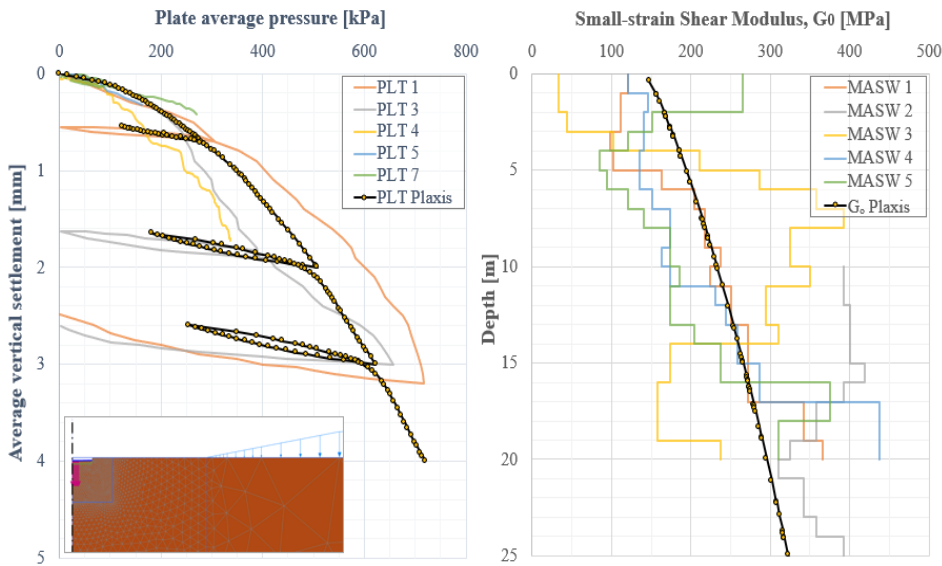 Plate average pressure [kPa]
0 200 400 600 800
0
1
2
3
4
5
Average vertical settlement [mm]
PLT 1
PLT 3
PLT 4
PLT 5
PLT 7
PLT Plaxis
Small-strain Shear Modulus, G0 [MPa]
0 100 200 300 400 500
0
5
10
15
20
25
Depth [m]
MASW 1
MASW 2
MASW 3
MASW 4
MASW 5
G₀ Plaxis